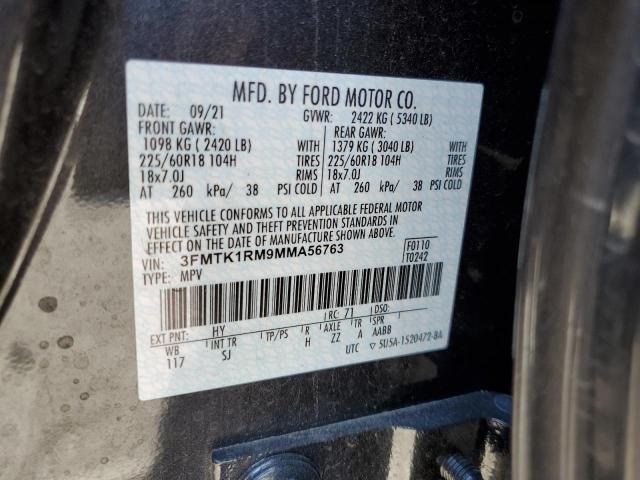 MFD. BY FORD MOTOR CO.
DATE: 09/21 GVWR: 2422 KG ( 5340 LB)
FRONT GAWR: REAR GAWR:
1098 KG ( 2420 LB) WITH 1379 KG ( 3040 LB) WITH
225/60R18 104H TIRES 225/60R18 104H TIRES
18x7.0J RIMS 18x7.0J RIMS
AT 260 kPa/ 38 PSI COLD AT 260 kPa/ 38 PSI COLD
THIS VEHICLE CONFORMS TO ALL APPLICABLE FEDERAL MOTOR
VEHICLE SAFETY AND THEFT PREVENTION STANDARDS IN
EFFECT ON THE DATE OF MANUFACTURE SHOWN ABOVE.
VIN: 3FMTK1RM9MMA56763 F0110
TYPE: MPV T0242
RC: 71 DSO:
EXT PNT: HY
WB INT TR TP/PS R AXLE TR SPR
117 SJ H ZZ A AABB
UTC 5U5A-1520472-BA